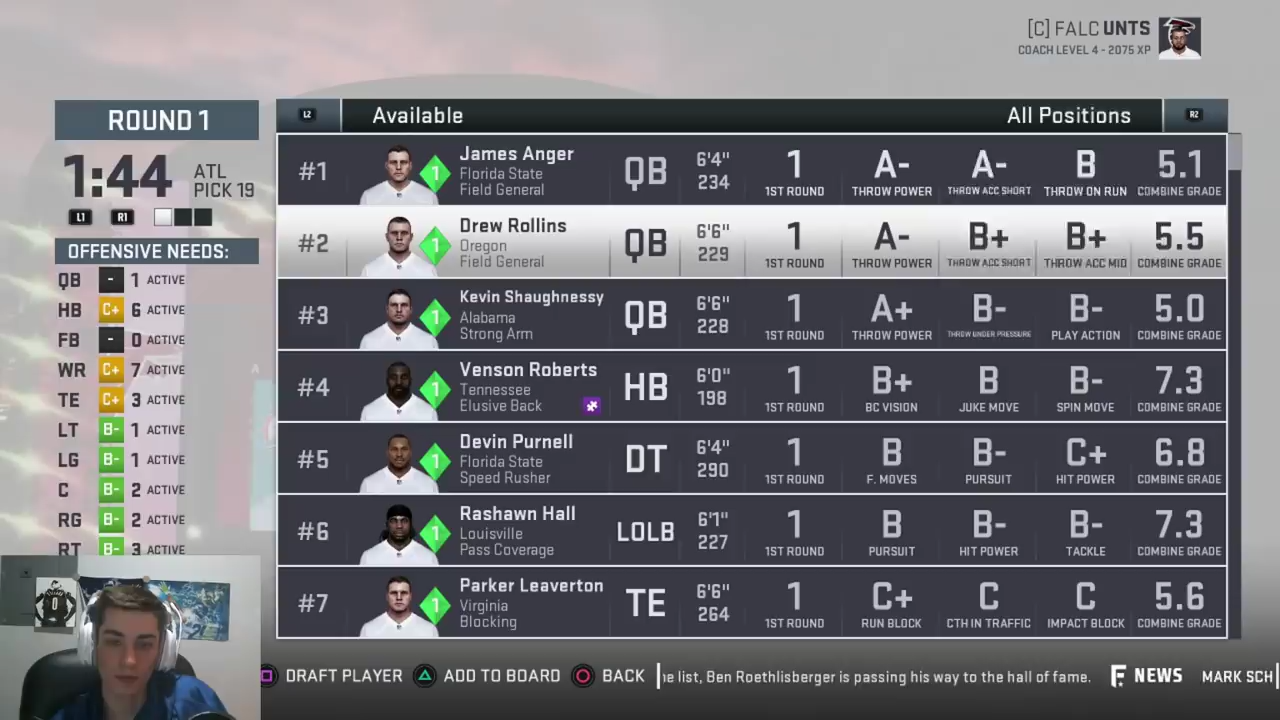 [C] FALC UNTS
COACH LEVEL 4 - 2075 XP
ROUND 1
1:44
ATL
PICK 19
L1 R1
OFFENSIVE NEEDS:
QB - 1 ACTIVE
HB C+ 6 ACTIVE
FB - 0 ACTIVE
WR C+ 7 ACTIVE
TE C+ 3 ACTIVE
LT B- 1 ACTIVE
LG B- 1 ACTIVE
C B- 2 ACTIVE
RG B- 2 ACTIVE
RT B- 3 ACTIVE
0
L2 Available All Positions R2
#1 1 James Anger QB 6'4" 1 A- A- B 5.1
Florida State 234 1ST ROUND THROW POWER THROW ACC SHORT THROW ON RUN COMBINE GRADE
Field General
#2 1 Drew Rollins QB 6'6" 1 A- B+ B+ 5.5
Oregon 229 1ST ROUND THROW POWER THROW ACC SHORT THROW ACC MID COMBINE GRADE
Field General
#3 1 Kevin Shaughnessy QB 6'6" 1 A+ B- B- 5.0
Alabama 228 1ST ROUND THROW POWER THROW UNDER PRESSURE PLAY ACTION COMBINE GRADE
Strong Arm
#4 1 Venson Roberts HB 6'0" 1 B+ B B- 7.3
Tennessee 198 1ST ROUND BC VISION JUKE MOVE SPIN MOVE COMBINE GRADE
Elusive Back
#5 1 Devin Purnell DT 6'4" 1 B B- C+ 6.8
Florida State 290 1ST ROUND F. MOVES PURSUIT HIT POWER COMBINE GRADE
Speed Rusher
#6 1 Rashawn Hall LOLB 6'1" 1 B B- B- 7.3
Louisville 227 1ST ROUND PURSUIT HIT POWER TACKLE COMBINE GRADE
Pass Coverage
#7 1 Parker Leaverton TE 6'6" 1 C+ C C 5.6
Virginia 264 1ST ROUND RUN BLOCK CTH IN TRAFFIC IMPACT BLOCK COMBINE GRADE
Blocking
DRAFT PLAYER ADD TO BOARD BACK e list, Ben Roethlisberger is passing his way to the hall of fame. F NEWS MARK SCH